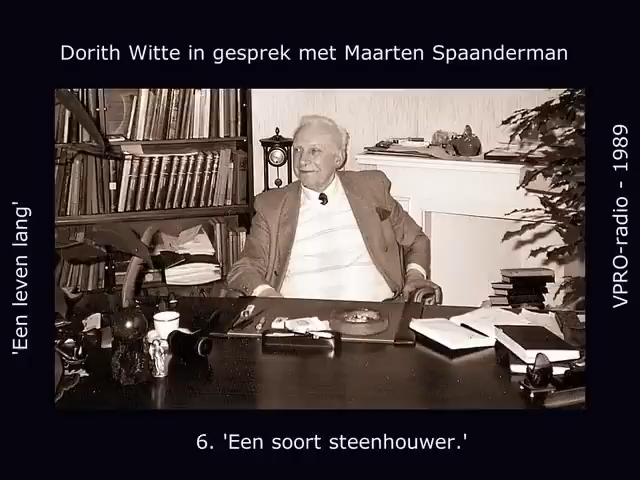 Dorith Witte in gesprek met Maarten Spaanderman
'Een leven lang'
VPRO-radio - 1989
6. 'Een soort steenhouwer.'